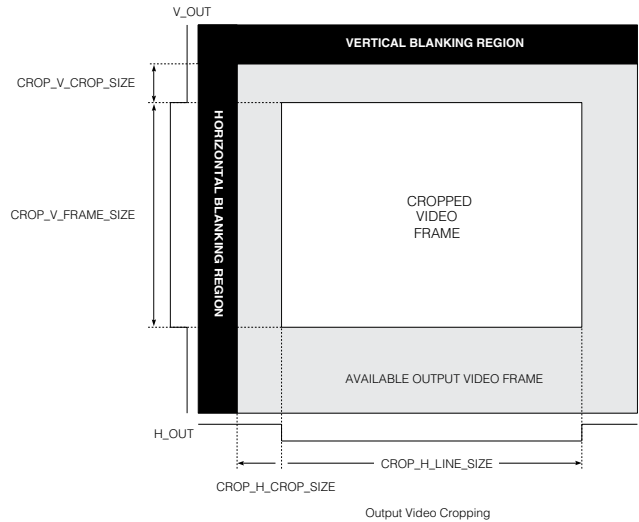 V_OUT
VERTICAL BLANKING REGION
CROP_V_CROP_SIZE
HORIZONTAL BLANKING REGION
CROP_V_FRAME_SIZE
CROPPED
VIDEO
FRAME
AVAILABLE OUTPUT VIDEO FRAME
H_OUT
CROP_H_LINE_SIZE
CROP_H_CROP_SIZE
Output Video Cropping